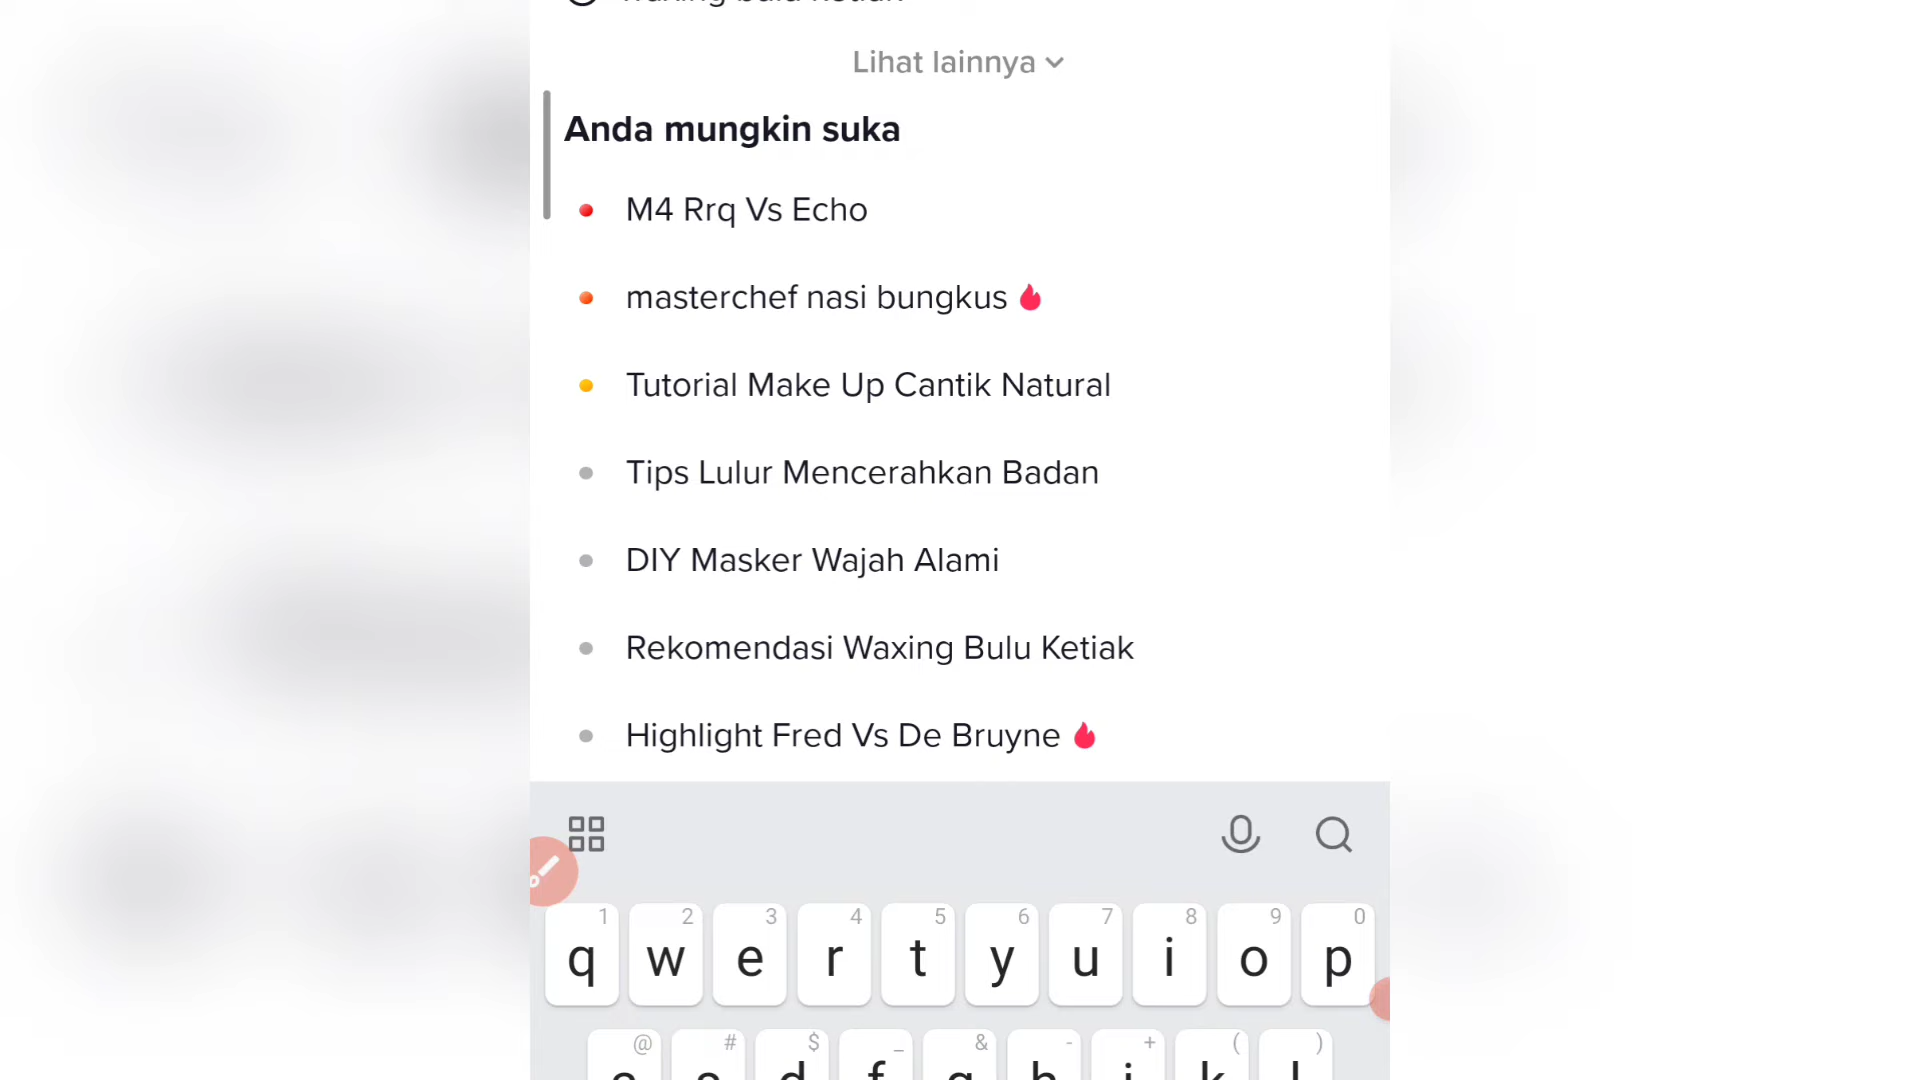 Lihat lainnya
Anda mungkin suka
M4 Rrq Vs Echo
masterchef nasi bungkus
Tutorial Make Up Cantik Natural
Tips Lulur Mencerahkan Badan
DIY Masker Wajah Alami
Rekomendasi Waxing Bulu Ketiak
Highlight Fred Vs De Bruyne
1 2 3 4 5 6 7 8 9 0
q w e r t y u i o p
@ # $ _ & - + ( )
a s d f g h j k l